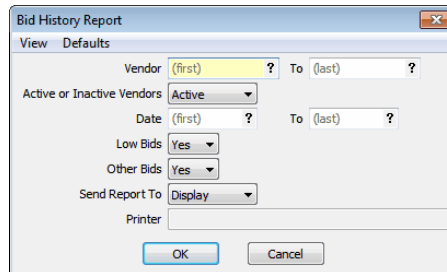 Bid History Report
View Defaults
Vendor (first) ? To (last) ?
Active or Inactive Vendors Active
Date (first) ? To (last) ?
Low Bids Yes
Other Bids Yes
Send Report To Display
Printer
OK Cancel